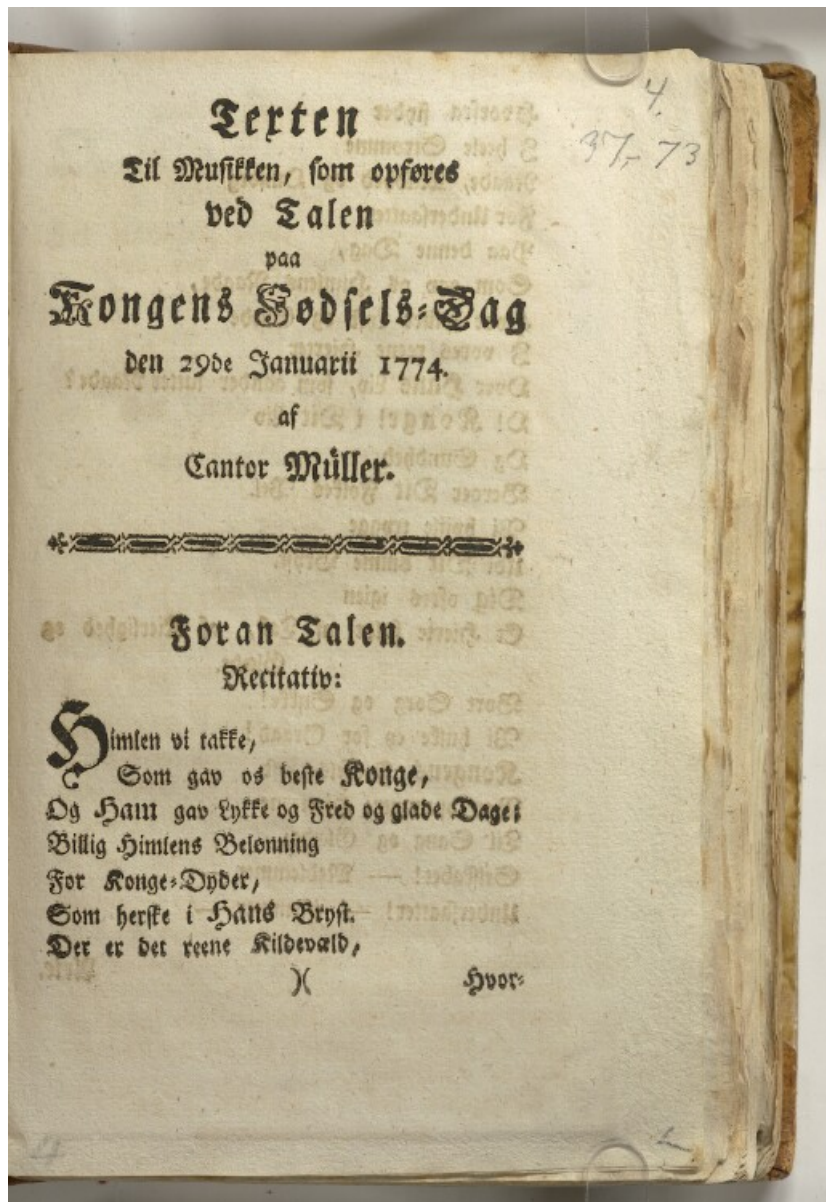 4.
37,- 73
Texten
Til Musikken, som opføres
ved Talen
paa
Kongens Fødsels-Dag
den 29de Januarii 1774.
af
Cantor Müller.
Foran Talen.
Recitativ:
Himlen vi takke,
Som gav os beste Konge,
Og Ham gav Lykke og Fred og glade Dage;
Billig Himlens Belønning
For Konge-Dyder,
Som herske i Hans Bryst.
Der er det reene Kildevæld,
)(
Hvor-